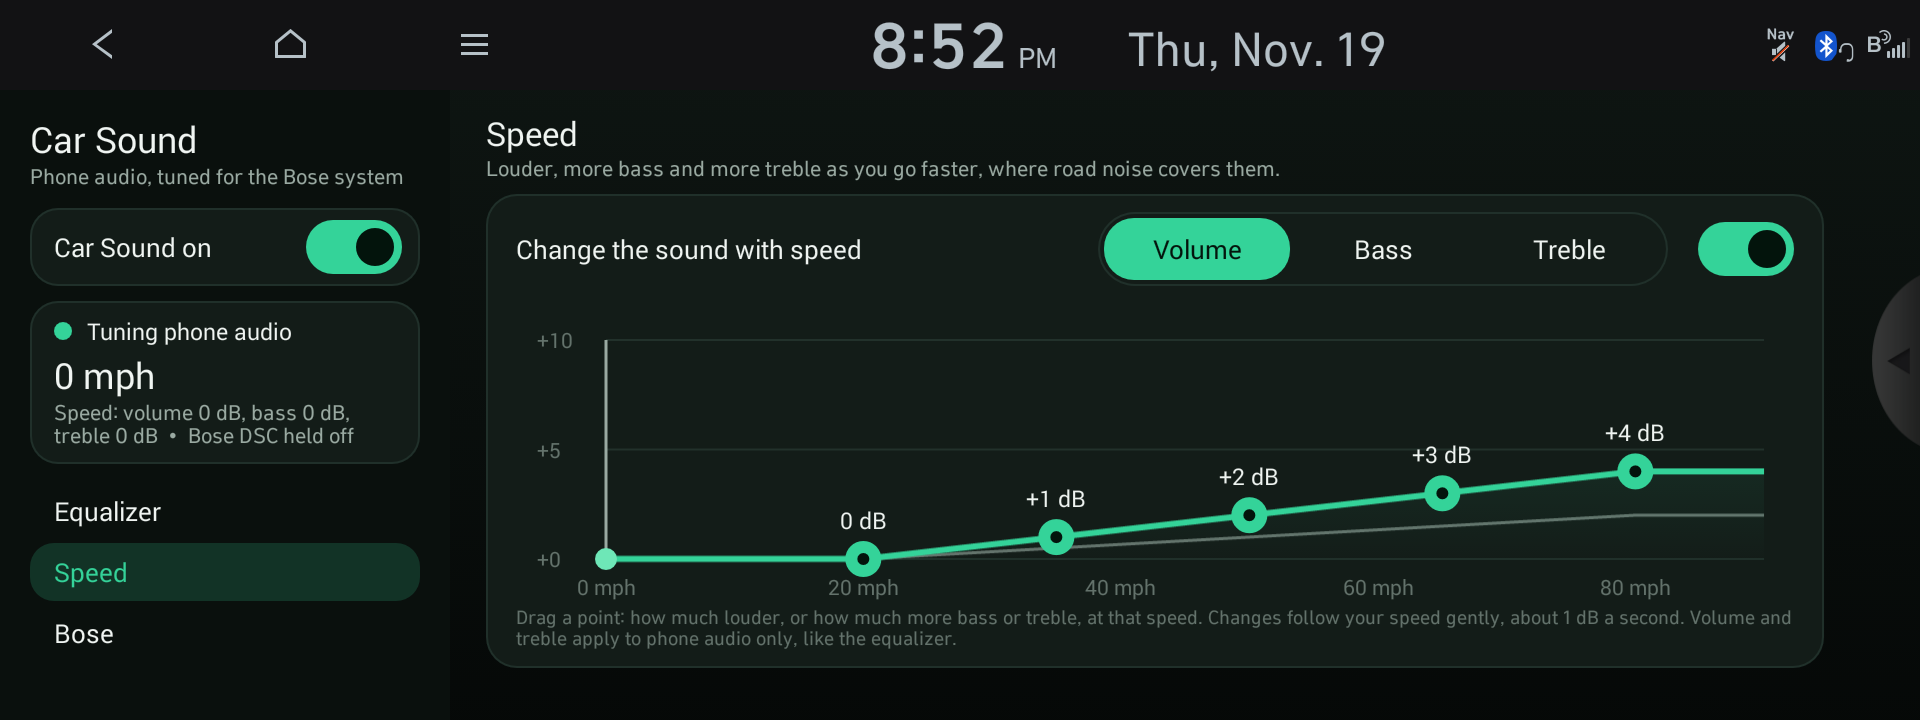 8:52 PM
Thu, Nov. 19
Nav
B
Car Sound
Phone audio, tuned for the Bose system
Car Sound on
Tuning phone audio
0 mph
Speed: volume 0 dB, bass 0 dB,
treble 0 dB • Bose DSC held off
Equalizer
Speed
Bose
Speed
Louder, more bass and more treble as you go faster, where road noise covers them.
Change the sound with speed
Volume
Bass
Treble
+10
+5
+0
0 dB
+1 dB
+2 dB
+3 dB
+4 dB
0 mph
20 mph
40 mph
60 mph
80 mph
Drag a point: how much louder, or how much more bass or treble, at that speed. Changes follow your speed gently, about 1 dB a second. Volume and
treble apply to phone audio only, like the equalizer.